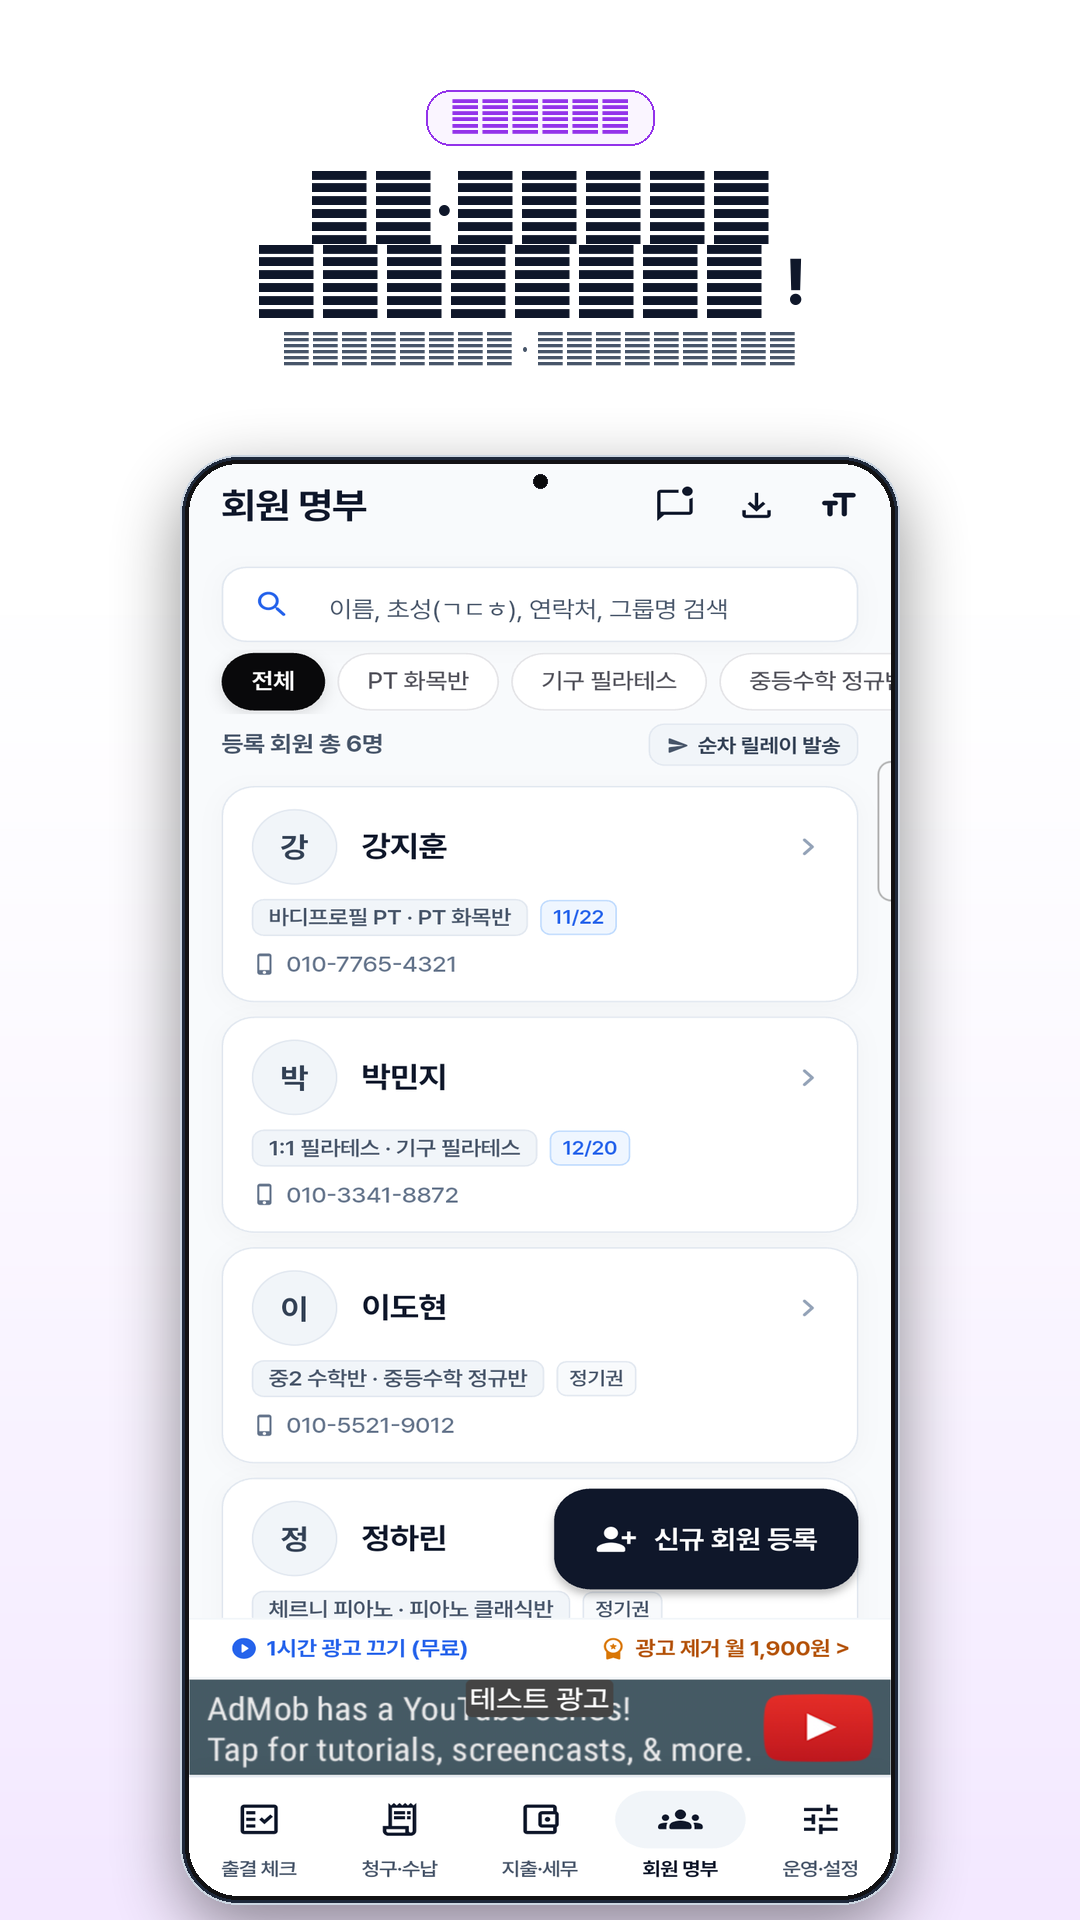 회원 명부
이름, 초성(ㄱㄷㅎ), 연락처, 그룹명 검색
전체
PT 화목반
기구 필라테스
중등수학 정규
등록 회원 총 6명
순차 릴레이 발송
강
강지훈
바디프로필 PT · PT 화목반
11/22
010-7765-4321
박
박민지
1:1 필라테스 · 기구 필라테스
12/20
010-3341-8872
이
이도현
중2 수학반 · 중등수학 정규반
정기권
010-5521-9012
정
정하린
신규 회원 등록
체르니 피아노 · 피아노 클래식반
정기권
1시간 광고 끄기 (무료)
광고 제거 월 1,900원 >
테스트 광고
AdMob has a
Tap for tutorials, screencasts, & more.
출결 체크
청구·수납
지출·세무
회원 명부
운영·설정